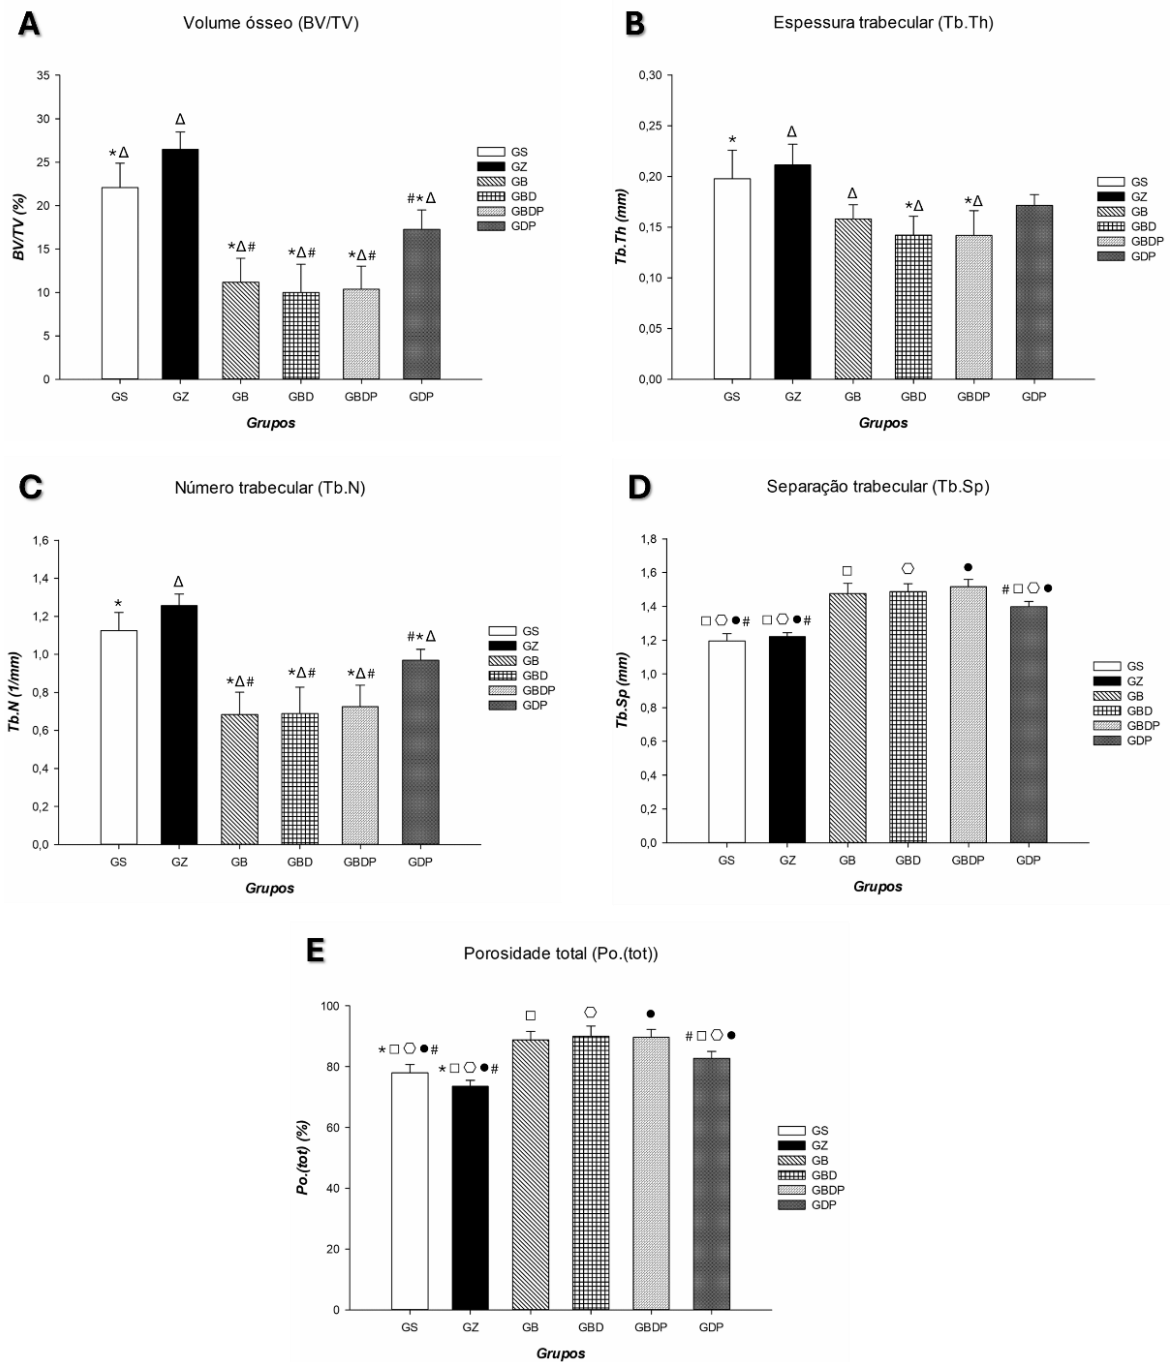 A
Volume ósseo (BV/TV)
BV/TV (%)
35
30
25
20
15
10
5
0
*Δ
Δ
*Δ#
*Δ#
*Δ#
#*Δ
GS
GZ
GB
GBD
GBDP
GDP
GS GZ GB GBD GBDP GDP
Grupos
B
Espessura trabecular (Tb.Th)
Tb.Th (mm)
0,30
0,25
0,20
0,15
0,10
0,05
0,00
*
Δ
Δ
*Δ
*Δ
GS
GZ
GB
GBD
GBDP
GDP
GS GZ GB GBD GBDP GDP
Grupos
C
Número trabecular (Tb.N)
Tb.N (1/mm)
1,6
1,4
1,2
1,0
0,8
0,6
0,4
0,2
0,0
*
Δ
*Δ#
*Δ#
*Δ#
#*Δ
GS
GZ
GB
GBD
GBDP
GDP
GS GZ GB GBD GBDP GDP
Grupos
D
Separação trabecular (Tb.Sp)
Tb.Sp (mm)
1,8
1,6
1,4
1,2
1,0
0,8
0,6
0,4
0,2
0,0
□ ⎔ ● #
□ ⎔ ● #
□
⎔
●
# □ ⎔ ●
GS
GZ
GB
GBD
GBDP
GDP
GS GZ GB GBD GBDP GDP
Grupos
E
Porosidade total (Po.(tot))
Po.(tot) (%)
100
80
60
40
20
0
* □ ⎔ ● #
* □ ⎔ ● #
□
⎔
●
# □ ⎔ ●
GS
GZ
GB
GBD
GBDP
GDP
GS GZ GB GBD GBDP GDP
Grupos